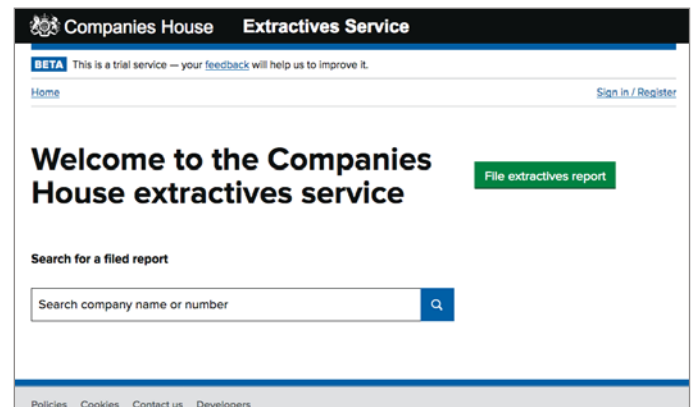 Companies House Extractives Service
BETA This is a trial service — your feedback will help us to improve it.
Home Sign in / Register
Welcome to the Companies
House extractives service
File extractives report
Search for a filed report
Search company name or number
Policies Cookies Contact us Developers